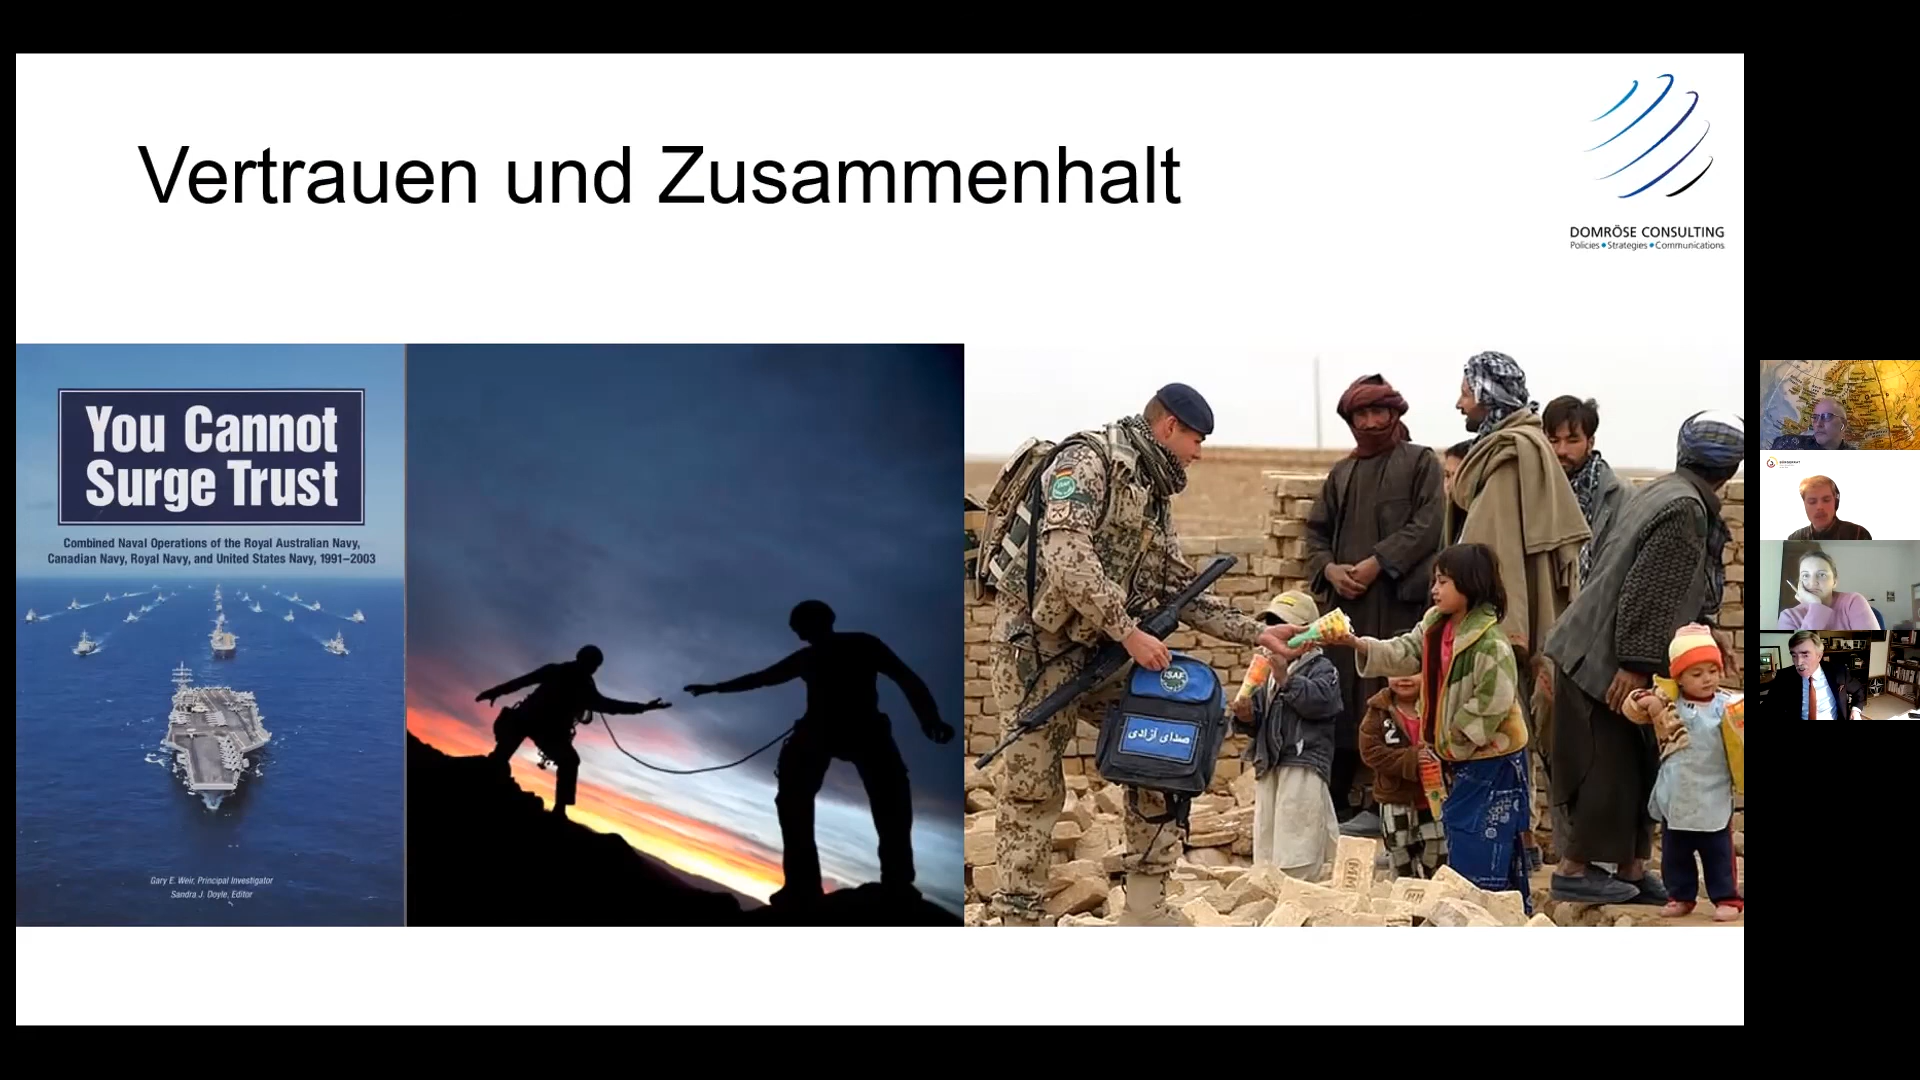 Vertrauen und Zusammenhalt
DOMRÖSE CONSULTING
Policies • Strategies • Communications
You Cannot
Surge Trust
Combined Naval Operations of the Royal Australian Navy,
Canadian Navy, Royal Navy, and United States Navy, 1991–2003
Gary E. Weir, Principal Investigator
Sandra J. Doyle, Editor
ISAF
صدای آزادی